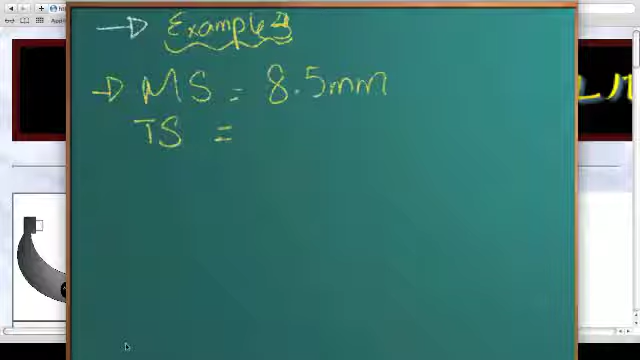 → Example 3
→ MS = 8.5mm
TS =